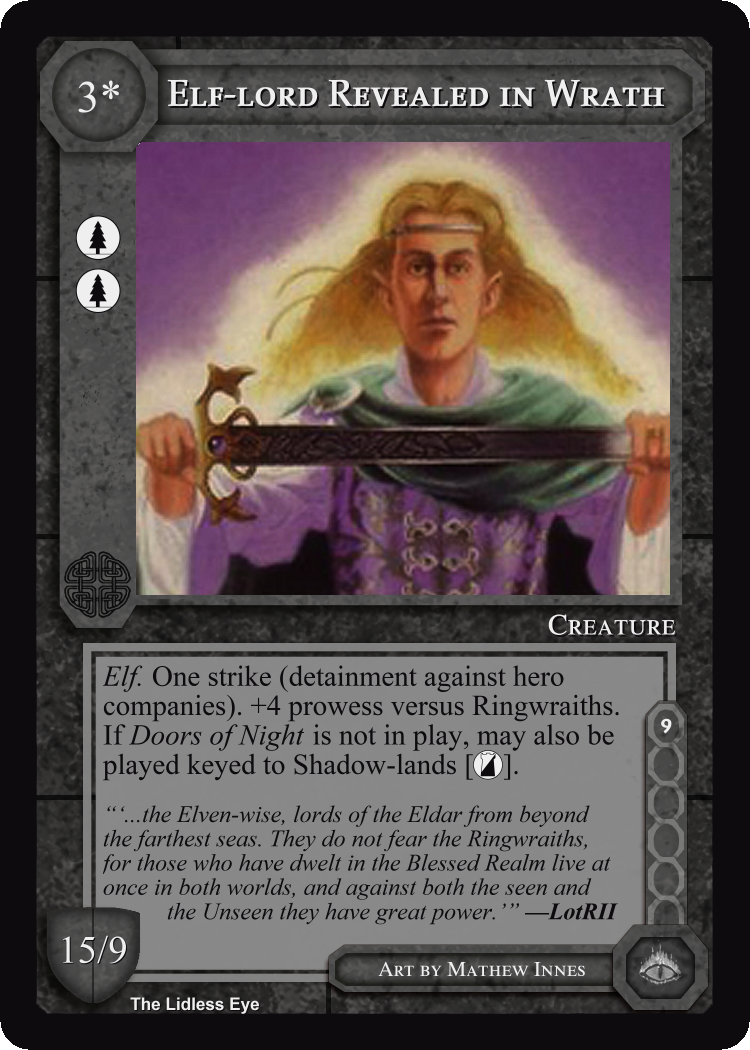 3*
Elf-lord Revealed in Wrath
Creature
Elf. One strike (detainment against hero
companies). +4 prowess versus Ringwraiths.
If Doors of Night is not in play, may also be
played keyed to Shadow-lands [ ].
9
“‘...the Elven-wise, lords of the Eldar from beyond
the farthest seas. They do not fear the Ringwraiths,
for those who have dwelt in the Blessed Realm live at
once in both worlds, and against both the seen and
the Unseen they have great power.’” —LotRII
15/9
Art by Mathew Innes
The Lidless Eye